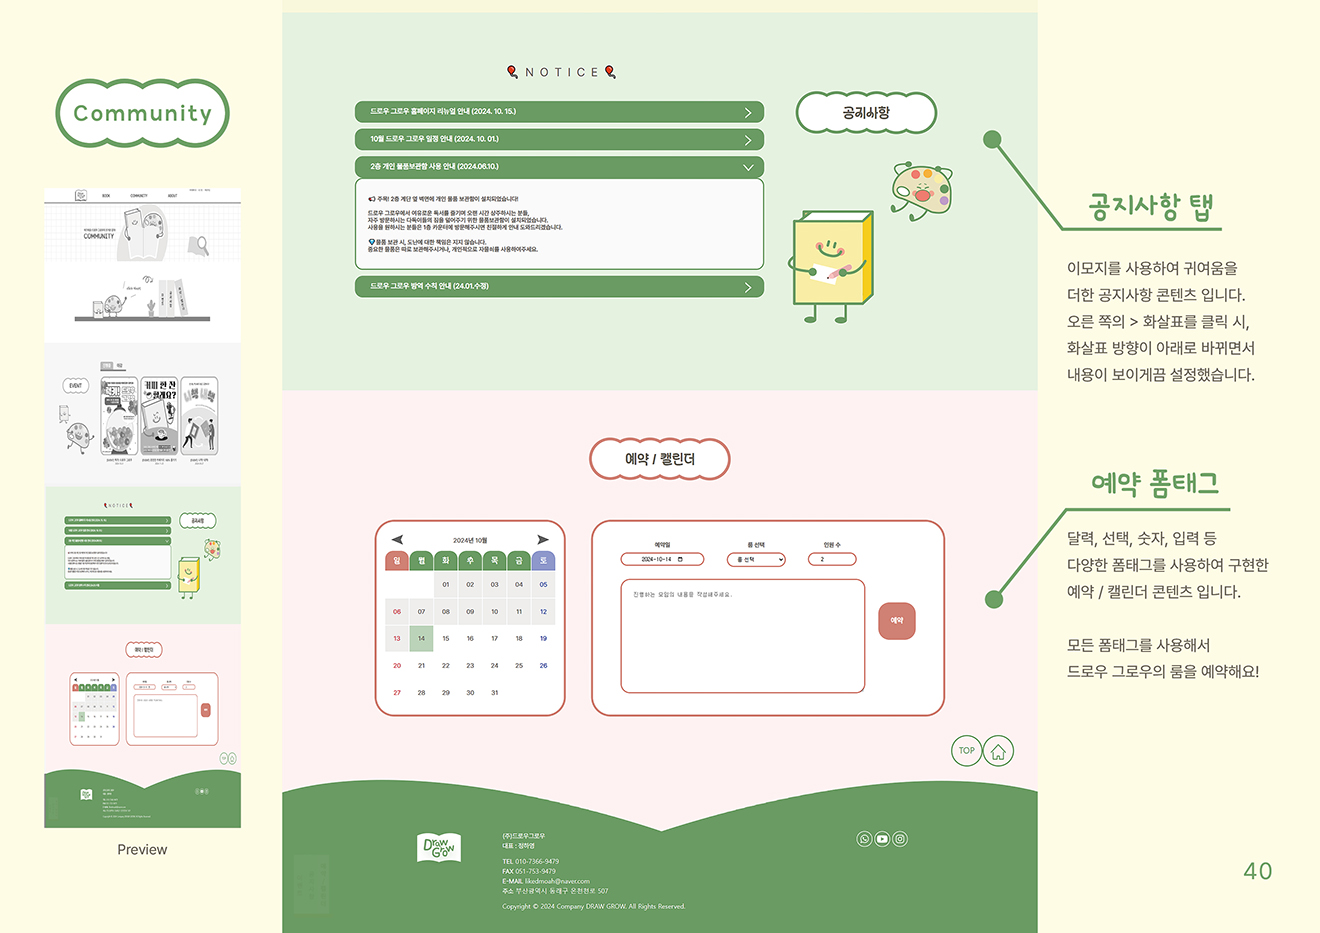 Community
BOOK
COMMUNITY
ABOUT
COMMUNITY
EVENT
NOTICE
공지사항
예약 / 캘린더
Preview
NOTICE
드로우 그로우 홈페이지 리뉴얼 안내 (2024. 10. 15.)
10월 드로우 그로우 일정 안내 (2024. 10. 01.)
2층 개인 물품보관함 사용 안내 (2024.06.10.)
주목! 2층 계단 옆 벽면에 개인 물품 보관함이 설치되었습니다!
드로우 그로우에서 여유로운 독서를 즐기며 오랜 시간 상주하시는 분들,
자주 방문하시는 다독이들의 짐을 덜어주기 위한 물품보관함이 설치되었습니다.
사용을 원하시는 분들은 1층 카운터에 방문해주시면 친절하게 안내 도와드리겠습니다.
물품 보관 시, 도난에 대한 책임은 지지 않습니다.
중요한 물품은 따로 보관해주시거나, 개인적으로 자물쇠를 사용하여주세요.
드로우 그로우 방역 수칙 안내 (24.01.수정)
공지사항
공지사항 탭
이모지를 사용하여 귀여움을
더한 공지사항 콘텐츠 입니다.
오른 쪽의 > 화살표를 클릭 시,
화살표 방향이 아래로 바뀌면서
내용이 보이게끔 설정했습니다.
예약 / 캘린더
2024년 10월
일 월 화 수 목 금 토
01 02 03 04 05
06 07 08 09 10 11 12
13 14 15 16 17 18 19
20 21 22 23 24 25 26
27 28 29 30 31
예약일 룸 선택 인원 수
2024-10-14 룸 선택 2
진행하는 모임의 내용을 작성해주세요.
예약
예약 폼태그
달력, 선택, 숫자, 입력 등
다양한 폼태그를 사용하여 구현한
예약 / 캘린더 콘텐츠 입니다.
모든 폼태그를 사용해서
드로우 그로우의 룸을 예약해요!
TOP
Draw
Grow
(주)드로우그로우
대표 : 정하영
TEL 010-7366-9479
FAX 051-753-9479
E-MAIL likedmoah@naver.com
주소 부산광역시 동래구 온천천로 507
Copyright © 2024 Company DRAW GROW. All Rights Reserved.
40